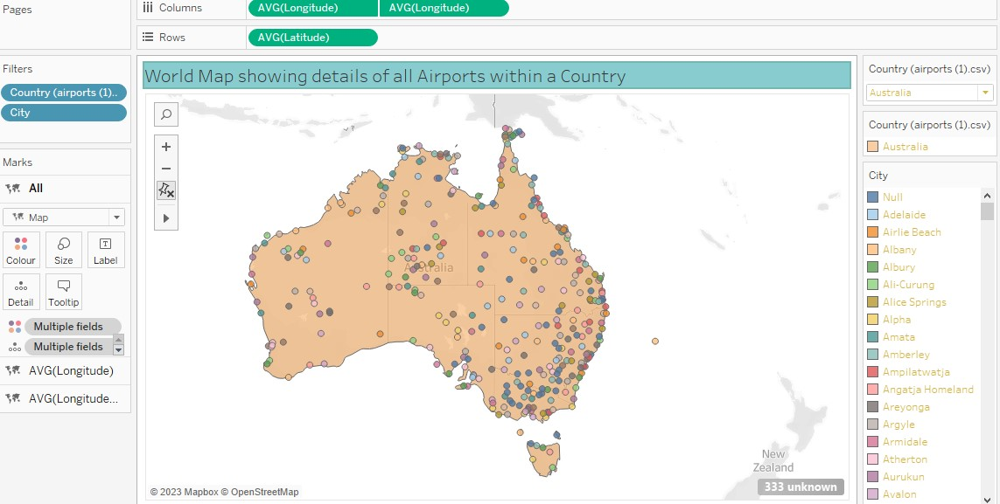 Pages
Columns
AVG(Longitude)
AVG(Longitude)
Rows
AVG(Latitude)
Filters
Country (airports (1)..
City
Marks
All
Map
Colour
Size
Label
Detail
Tooltip
Multiple fields
Multiple fields
AVG(Longitude)
AVG(Longitude...
World Map showing details of all Airports within a Country
Australia
New
Zealand
© 2023 Mapbox © OpenStreetMap
333 unknown
Country (airports (1).csv)
Australia
Country (airports (1).csv)
Australia
City
Null
Adelaide
Airlie Beach
Albany
Albury
Ali-Curung
Alice Springs
Alpha
Amata
Amberley
Ampilatwatja
Angatja Homeland
Areyonga
Argyle
Armidale
Atherton
Aurukun
Avalon